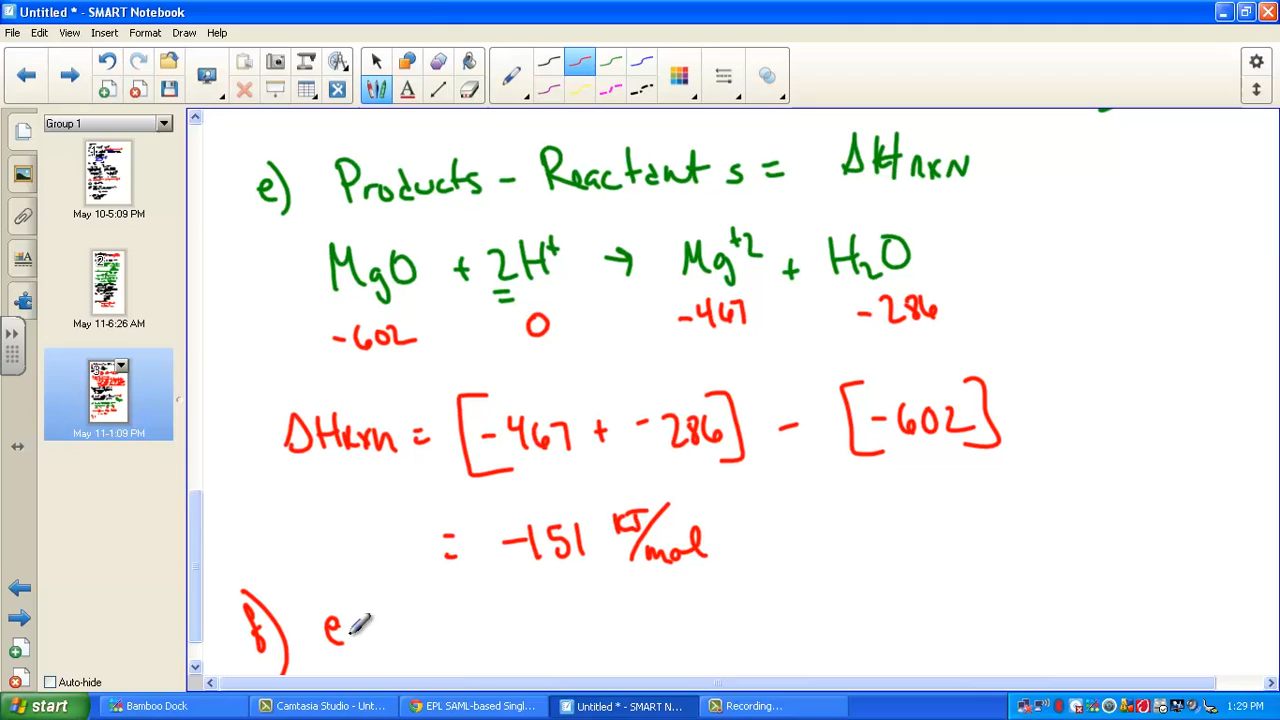 Untitled * - SMART Notebook
File Edit View Insert Format Draw Help
Group 1
May 10-5:09 PM
May 11-6:26 AM
May 11-1:09 PM
Auto-hide
e) Products - Reactants = ΔHRXN
MgO + 2H+ → Mg+2 + H2O
-602 0 -467 -286
ΔHRXN = [-467 + -286] - [-602]
= -151 KJ/mol
f) e
start Bamboo Dock Camtasia Studio - Unt... EPL SAML-based Singl... Untitled * - SMART N... Recording... 1:29 PM